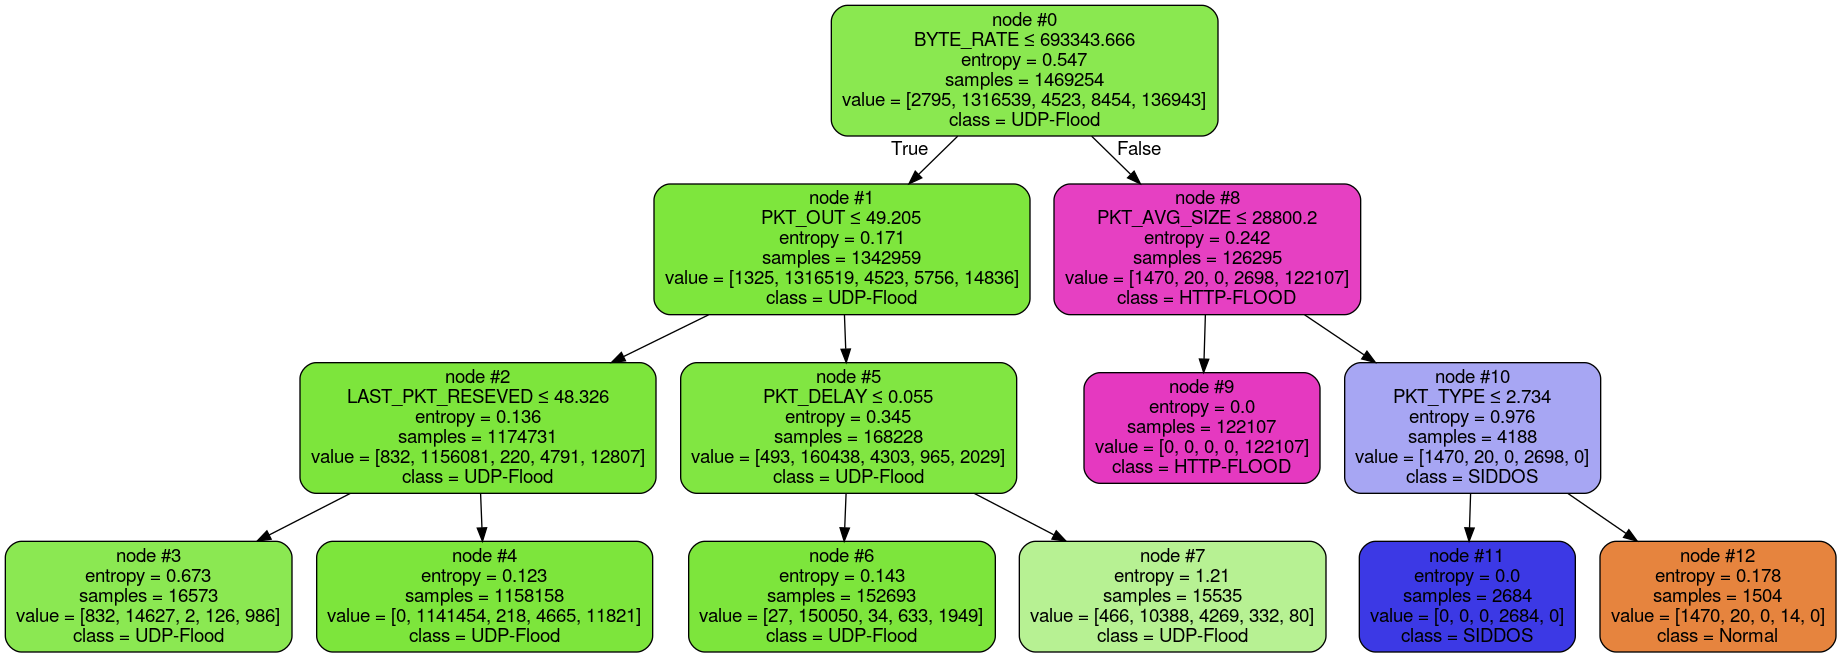 node #0
BYTE_RATE ≤ 693343.666
entropy = 0.547
samples = 1469254
value = [2795, 1316539, 4523, 8454, 136943]
class = UDP-Flood
True
False
node #1
PKT_OUT ≤ 49.205
entropy = 0.171
samples = 1342959
value = [1325, 1316519, 4523, 5756, 14836]
class = UDP-Flood
node #8
PKT_AVG_SIZE ≤ 28800.2
entropy = 0.242
samples = 126295
value = [1470, 20, 0, 2698, 122107]
class = HTTP-FLOOD
node #2
LAST_PKT_RESEVED ≤ 48.326
entropy = 0.136
samples = 1174731
value = [832, 1156081, 220, 4791, 12807]
class = UDP-Flood
node #5
PKT_DELAY ≤ 0.055
entropy = 0.345
samples = 168228
value = [493, 160438, 4303, 965, 2029]
class = UDP-Flood
node #9
entropy = 0.0
samples = 122107
value = [0, 0, 0, 0, 122107]
class = HTTP-FLOOD
node #10
PKT_TYPE ≤ 2.734
entropy = 0.976
samples = 4188
value = [1470, 20, 0, 2698, 0]
class = SIDDOS
node #3
entropy = 0.673
samples = 16573
value = [832, 14627, 2, 126, 986]
class = UDP-Flood
node #4
entropy = 0.123
samples = 1158158
value = [0, 1141454, 218, 4665, 11821]
class = UDP-Flood
node #6
entropy = 0.143
samples = 152693
value = [27, 150050, 34, 633, 1949]
class = UDP-Flood
node #7
entropy = 1.21
samples = 15535
value = [466, 10388, 4269, 332, 80]
class = UDP-Flood
node #11
entropy = 0.0
samples = 2684
value = [0, 0, 0, 2684, 0]
class = SIDDOS
node #12
entropy = 0.178
samples = 1504
value = [1470, 20, 0, 14, 0]
class = Normal